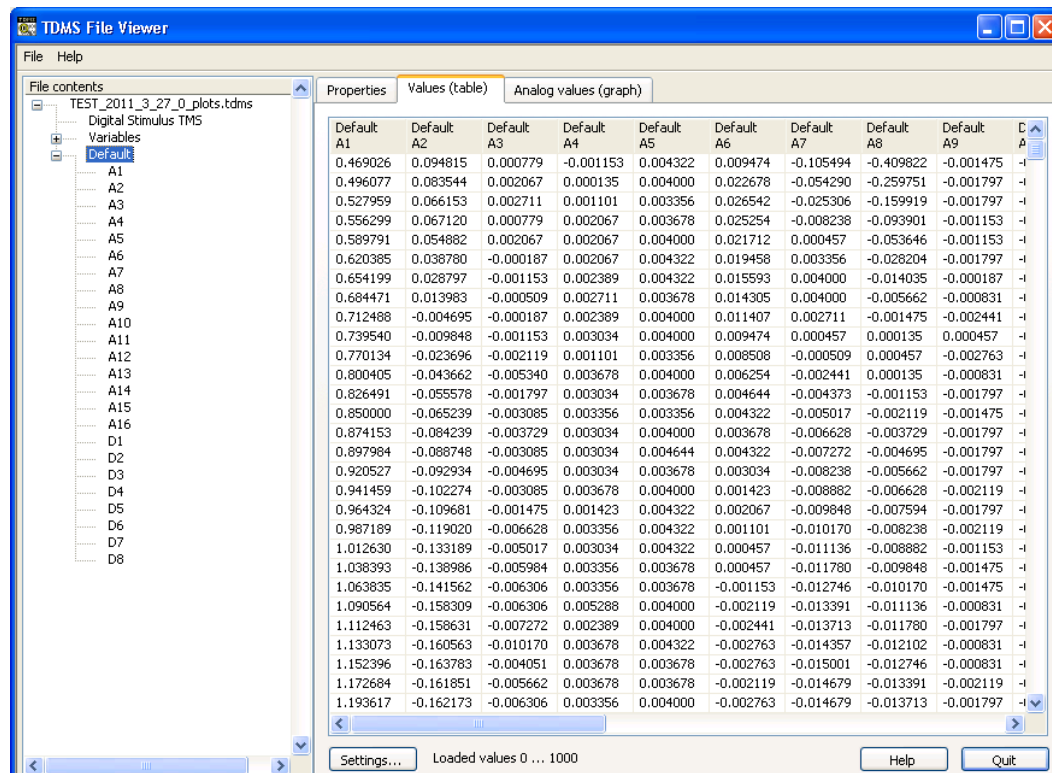 TDMS File Viewer
File Help
File contents
TEST_2011_3_27_0_plots.tdms
Digital Stimulus TMS
Variables
Default
A1
A2
A3
A4
A5
A6
A7
A8
A9
A10
A11
A12
A13
A14
A15
A16
D1
D2
D3
D4
D5
D6
D7
D8
Properties Values (table) Analog values (graph)
Default Default Default Default Default Default Default Default Default
A1 A2 A3 A4 A5 A6 A7 A8 A9
0.469026 0.094815 0.000779 -0.001153 0.004322 0.009474 -0.105494 -0.409822 -0.001475
0.496077 0.083544 0.002067 0.000135 0.004000 0.022678 -0.054290 -0.259751 -0.001797
0.527959 0.066153 0.002711 0.001101 0.003356 0.026542 -0.025306 -0.159919 -0.001797
0.556299 0.067120 0.000779 0.002067 0.003678 0.025254 -0.008238 -0.093901 -0.001153
0.589791 0.054882 0.002067 0.002067 0.004000 0.021712 0.000457 -0.053646 -0.001153
0.620385 0.038780 -0.000187 0.002067 0.004322 0.019458 0.003356 -0.028204 -0.001797
0.654199 0.028797 -0.001153 0.002389 0.004322 0.015593 0.004000 -0.014035 -0.000187
0.684471 0.013983 -0.000509 0.002711 0.003678 0.014305 0.004000 -0.005662 -0.000831
0.712488 -0.004695 -0.000187 0.002389 0.004000 0.011407 0.002711 -0.001475 -0.002441
0.739540 -0.009848 -0.001153 0.003034 0.004000 0.009474 0.000457 0.000135 0.000457
0.770134 -0.023696 -0.002119 0.001101 0.003356 0.008508 -0.000509 0.000457 -0.002763
0.800405 -0.043662 -0.005340 0.003678 0.004000 0.006254 -0.002441 0.000135 -0.000831
0.826491 -0.055578 -0.001797 0.003034 0.003678 0.004644 -0.004373 -0.001153 -0.001797
0.850000 -0.065239 -0.003085 0.003356 0.003356 0.004322 -0.005017 -0.002119 -0.001475
0.874153 -0.084239 -0.003729 0.003034 0.004000 0.003678 -0.006628 -0.003729 -0.001797
0.897984 -0.088748 -0.003085 0.003034 0.004644 0.004322 -0.007272 -0.004695 -0.001797
0.920527 -0.092934 -0.004695 0.003034 0.003678 0.003034 -0.008238 -0.005662 -0.001797
0.941459 -0.102274 -0.003085 0.003678 0.004000 0.001423 -0.008882 -0.006628 -0.002119
0.964324 -0.109681 -0.001475 0.001423 0.004322 0.002067 -0.009848 -0.007594 -0.001797
0.987189 -0.119020 -0.006628 0.003356 0.004322 0.001101 -0.010170 -0.008238 -0.002119
1.012630 -0.133189 -0.005017 0.003034 0.004322 0.000457 -0.011136 -0.008882 -0.001153
1.038393 -0.138986 -0.005984 0.003356 0.003678 0.000457 -0.011780 -0.009848 -0.001475
1.063835 -0.141562 -0.006306 0.003356 0.003678 -0.001153 -0.012746 -0.010170 -0.001475
1.090564 -0.158309 -0.006306 0.005288 0.004000 -0.002119 -0.013391 -0.011136 -0.000831
1.112463 -0.158631 -0.007272 0.002389 0.004000 -0.002441 -0.013713 -0.011780 -0.001797
1.133073 -0.160563 -0.010170 0.003678 0.004322 -0.002763 -0.014357 -0.012102 -0.000831
1.152396 -0.163783 -0.004051 0.003678 0.003678 -0.002763 -0.015001 -0.012746 -0.000831
1.172684 -0.161851 -0.005662 0.003678 0.003678 -0.002119 -0.014679 -0.013391 -0.002119
1.193617 -0.162173 -0.006306 0.003356 0.004000 -0.002763 -0.014679 -0.013713 -0.001797
Settings... Loaded values 0 ... 1000 Help Quit